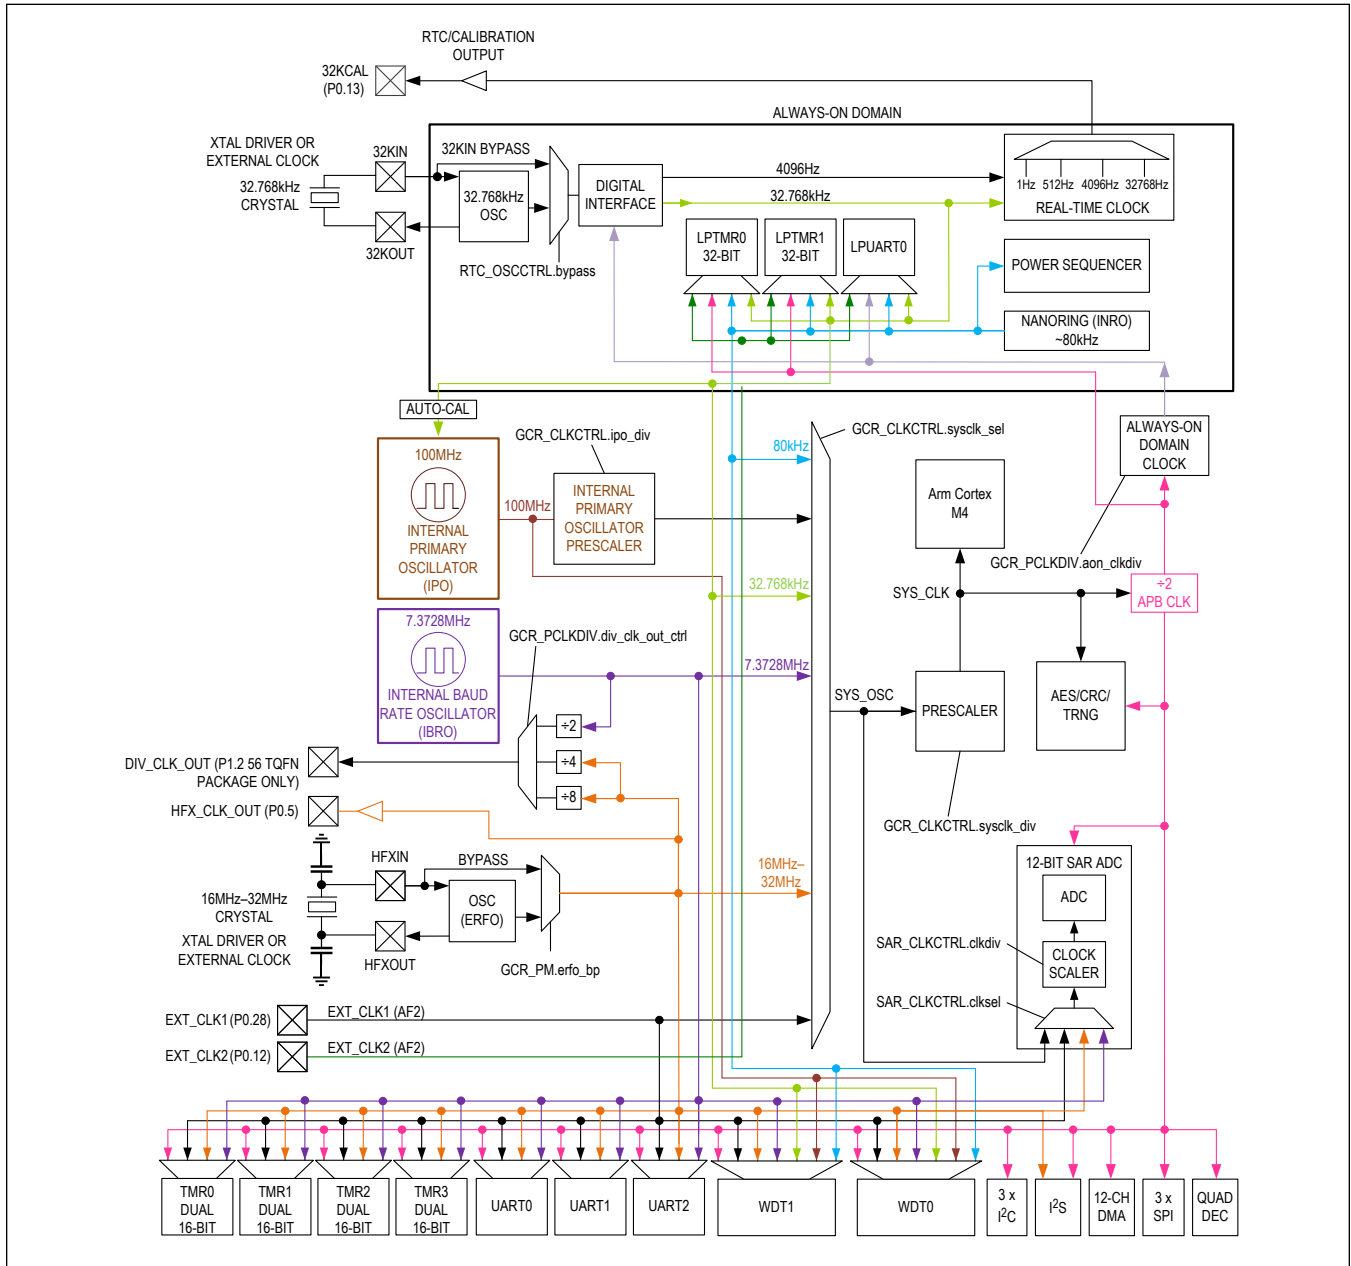 RTC/CALIBRATION
OUTPUT
32KCAL
(P0.13)
ALWAYS-ON DOMAIN
XTAL DRIVER OR
EXTERNAL CLOCK
32.768kHz
CRYSTAL
32KIN
32KOUT
32KIN BYPASS
32.768kHz
OSC
RTC_OSCCTRL.bypass
DIGITAL
INTERFACE
4096Hz
32.768kHz
1Hz
512Hz
4096Hz
32768Hz
REAL-TIME CLOCK
LPTMR0
32-BIT
LPTMR1
32-BIT
LPUART0
POWER SEQUENCER
NANORING (INRO)
~80kHz
AUTO-CAL
100MHz
INTERNAL
PRIMARY
OSCILLATOR
(IPO)
GCR_CLKCTRL.ipo_div
100MHz
INTERNAL
PRIMARY
OSCILLATOR
PRESCALER
GCR_CLKCTRL.sysclk_sel
80kHz
32.768kHz
7.3728MHz
16MHz–
32MHz
Arm Cortex
M4
ALWAYS-ON
DOMAIN
CLOCK
GCR_PCLKDIV.aon_clkdiv
÷2
APB CLK
SYS_CLK
7.3728MHz
INTERNAL BAUD
RATE OSCILLATOR
(IBRO)
GCR_PCLKDIV.div_clk_out_ctrl
÷2
÷4
÷8
SYS_OSC
PRESCALER
GCR_CLKCTRL.sysclk_div
AES/CRC/
TRNG
DIV_CLK_OUT (P1.2 56 TQFN
PACKAGE ONLY)
HFX_CLK_OUT (P0.5)
HFXIN
HFXOUT
BYPASS
OSC
(ERFO)
GCR_PM.erfo_bp
16MHz–32MHz
CRYSTAL
XTAL DRIVER OR
EXTERNAL CLOCK
12-BIT SAR ADC
ADC
SAR_CLKCTRL.clkdiv
CLOCK
SCALER
SAR_CLKCTRL.clksel
EXT_CLK1 (P0.28)
EXT_CLK1 (AF2)
EXT_CLK2 (P0.12)
EXT_CLK2 (AF2)
TMR0
DUAL
16-BIT
TMR1
DUAL
16-BIT
TMR2
DUAL
16-BIT
TMR3
DUAL
16-BIT
UART0
UART1
UART2
WDT1
WDT0
3 x
I²C
I²S
12-CH
DMA
3 x
SPI
QUAD
DEC